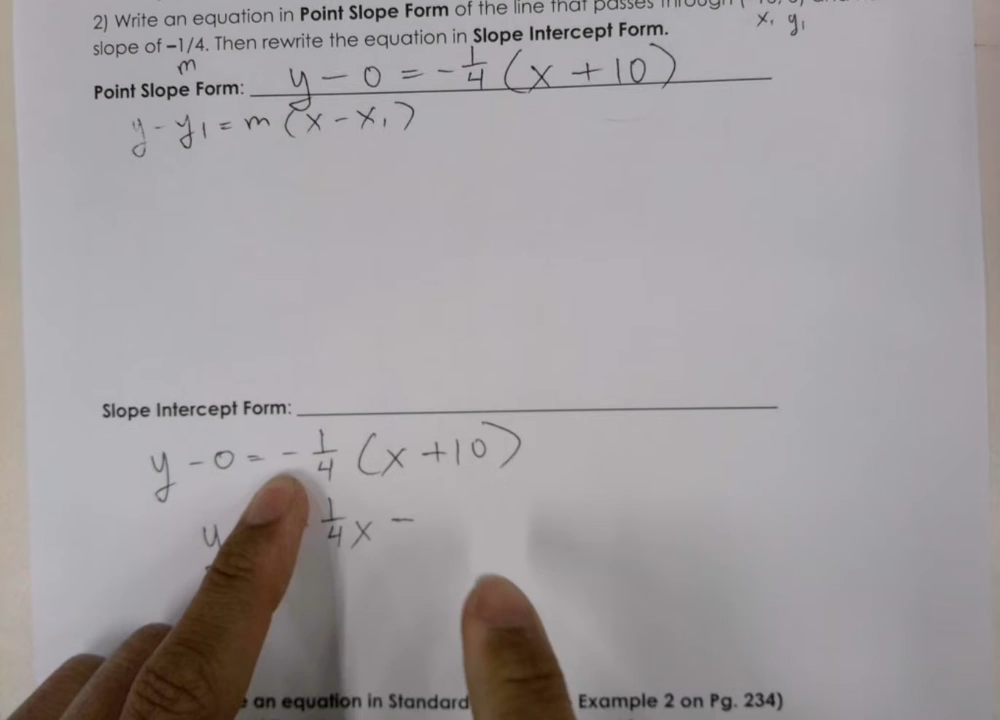 2) Write an equation in Point Slope Form of the line that passes through
x₁ y₁
slope of –1/4. Then rewrite the equation in Slope Intercept Form.
m
Point Slope Form: y - 0 = -1/4 (x + 10)
y - y₁ = m (x - x₁)
Slope Intercept Form:
y - 0 = -1/4 (x + 10)
y 1/4 x -
an equation in Standard Example 2 on Pg. 234)